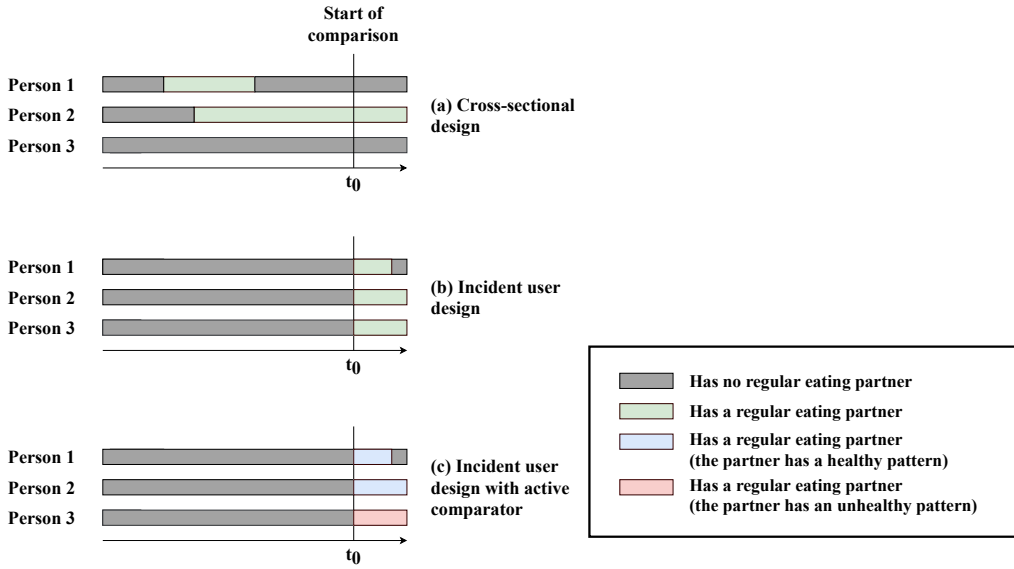 Start of
comparison
Person 1
Person 2
Person 3
(a) Cross-sectional
design
t0
Person 1
Person 2
Person 3
(b) Incident user
design
t0
Person 1
Person 2
Person 3
(c) Incident user
design with active
comparator
t0
Has no regular eating partner
Has a regular eating partner
Has a regular eating partner
(the partner has a healthy pattern)
Has a regular eating partner
(the partner has an unhealthy pattern)